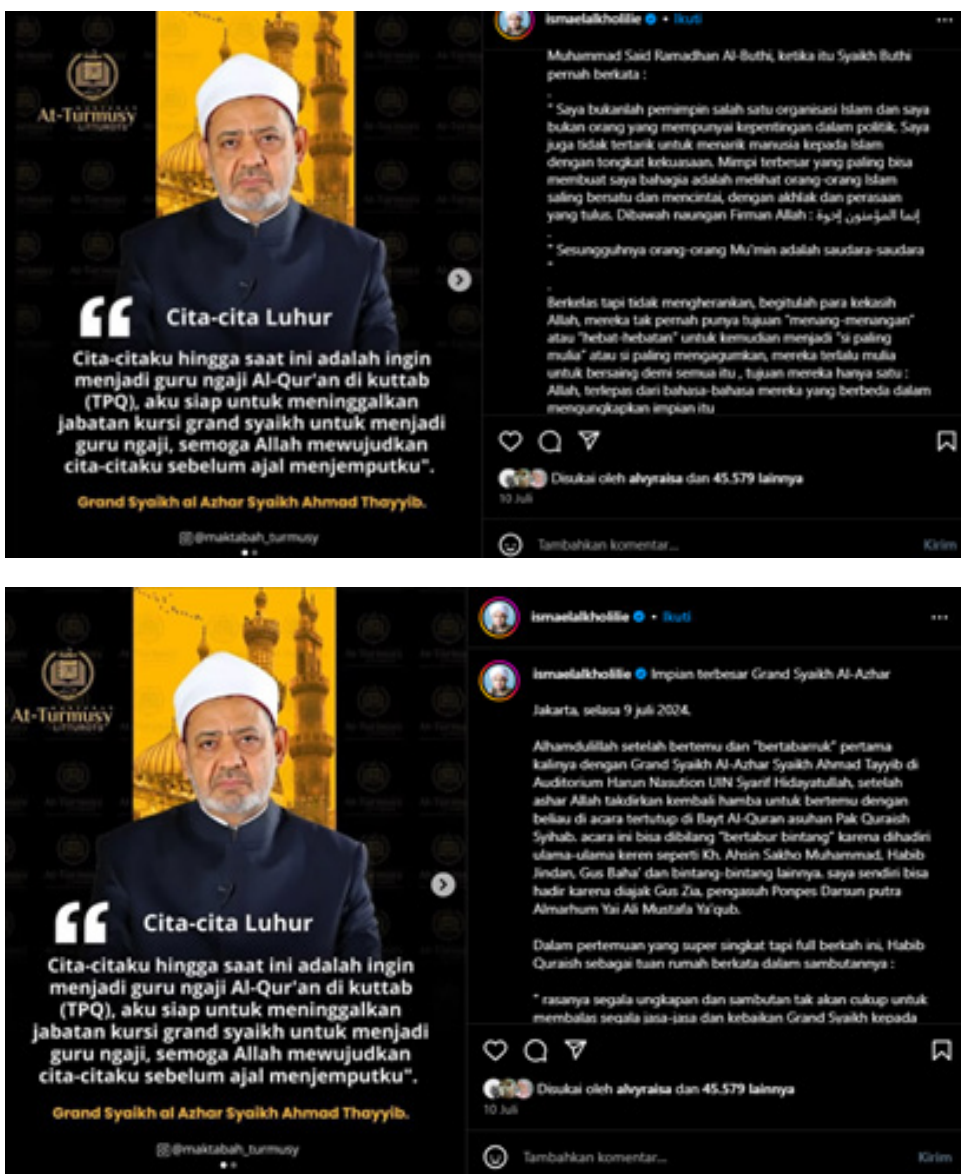 At-Turmusy
LITTUROTS
Cita-cita Luhur
Cita-citaku hingga saat ini adalah ingin
menjadi guru ngaji Al-Qur'an di kuttab
(TPQ), aku siap untuk meninggalkan
jabatan kursi grand syaikh untuk menjadi
guru ngaji, semoga Allah mewujudkan
cita-citaku sebelum ajal menjemputku".
Grand Syaikh al Azhar Syaikh Ahmad Thayyib.
@maktabah_turmusy
ismaelalkholilie • Ikuti
Muhammad Said Ramadhan Al-Buthi, ketika itu Syaikh Buthi
pernah berkata :
.
" Saya bukanlah pemimpin salah satu organisasi Islam dan saya
bukan orang yang mempunyai kepentingan dalam politik. Saya
juga tidak tertarik untuk menarik manusia kepada Islam
dengan tongkat kekuasaan. Mimpi terbesar yang paling bisa
membuat saya bahagia adalah melihat orang-orang Islam
saling bersatu dan mencintai, dengan akhlak dan perasaan
yang tulus. Dibawah naungan Firman Allah : إنما المؤمنون إخوة
.
" Sesungguhnya orang-orang Mu'min adalah saudara-saudara
"
.
Berkelas tapi tidak mengherankan, begitulah para kekasih
Allah, mereka tak pernah punya tujuan "menang-menangan"
atau "hebat-hebatan" untuk kemudian menjadi "si paling
mulia" atau si paling mengagumkan, mereka terlalu mulia
untuk bersaing demi semua itu , tujuan mereka hanya satu :
Allah, terlepas dari bahasa-bahasa mereka yang berbeda dalam
mengungkapkan impian itu
Disukai oleh alvyraisa dan 45.579 lainnya
10 Juli
Tambahkan komentar...
Kirim
At-Turmusy
LITTUROTS
Cita-cita Luhur
Cita-citaku hingga saat ini adalah ingin
menjadi guru ngaji Al-Qur'an di kuttab
(TPQ), aku siap untuk meninggalkan
jabatan kursi grand syaikh untuk menjadi
guru ngaji, semoga Allah mewujudkan
cita-citaku sebelum ajal menjemputku".
Grand Syaikh al Azhar Syaikh Ahmad Thayyib.
@maktabah_turmusy
ismaelalkholilie • Ikuti
ismaelalkholilie Impian terbesar Grand Syaikh Al-Azhar
Jakarta, selasa 9 juli 2024.
Alhamdulillah setelah bertemu dan "bertabarruk" pertama
kalinya dengan Grand Syaikh Al-Azhar Syaikh Ahmad Tayyib di
Auditorium Harun Nasution UIN Syarif Hidayatullah, setelah
ashar Allah takdirkan kembali hamba untuk bertemu dengan
beliau di acara tertutup di Bayt Al-Quran asuhan Pak Quraish
Syihab. acara ini bisa dibilang "bertabur bintang" karena dihadiri
ulama-ulama keren seperti Kh. Ahsin Sakho Muhammad, Habib
Jindan, Gus Baha' dan bintang-bintang lainnya. saya sendiri bisa
hadir karena diajak Gus Zia, pengasuh Ponpes Darsun putra
Almarhum Yai Ali Mustafa Ya'qub.
Dalam pertemuan yang super singkat tapi full berkah ini, Habib
Quraish sebagai tuan rumah berkata dalam sambutannya :
" rasanya segala ungkapan dan sambutan tak akan cukup untuk
membalas segala jasa-jasa dan kebaikan Grand Syaikh kepada
Disukai oleh alvyraisa dan 45.579 lainnya
10 Juli
Tambahkan komentar...
Kirim